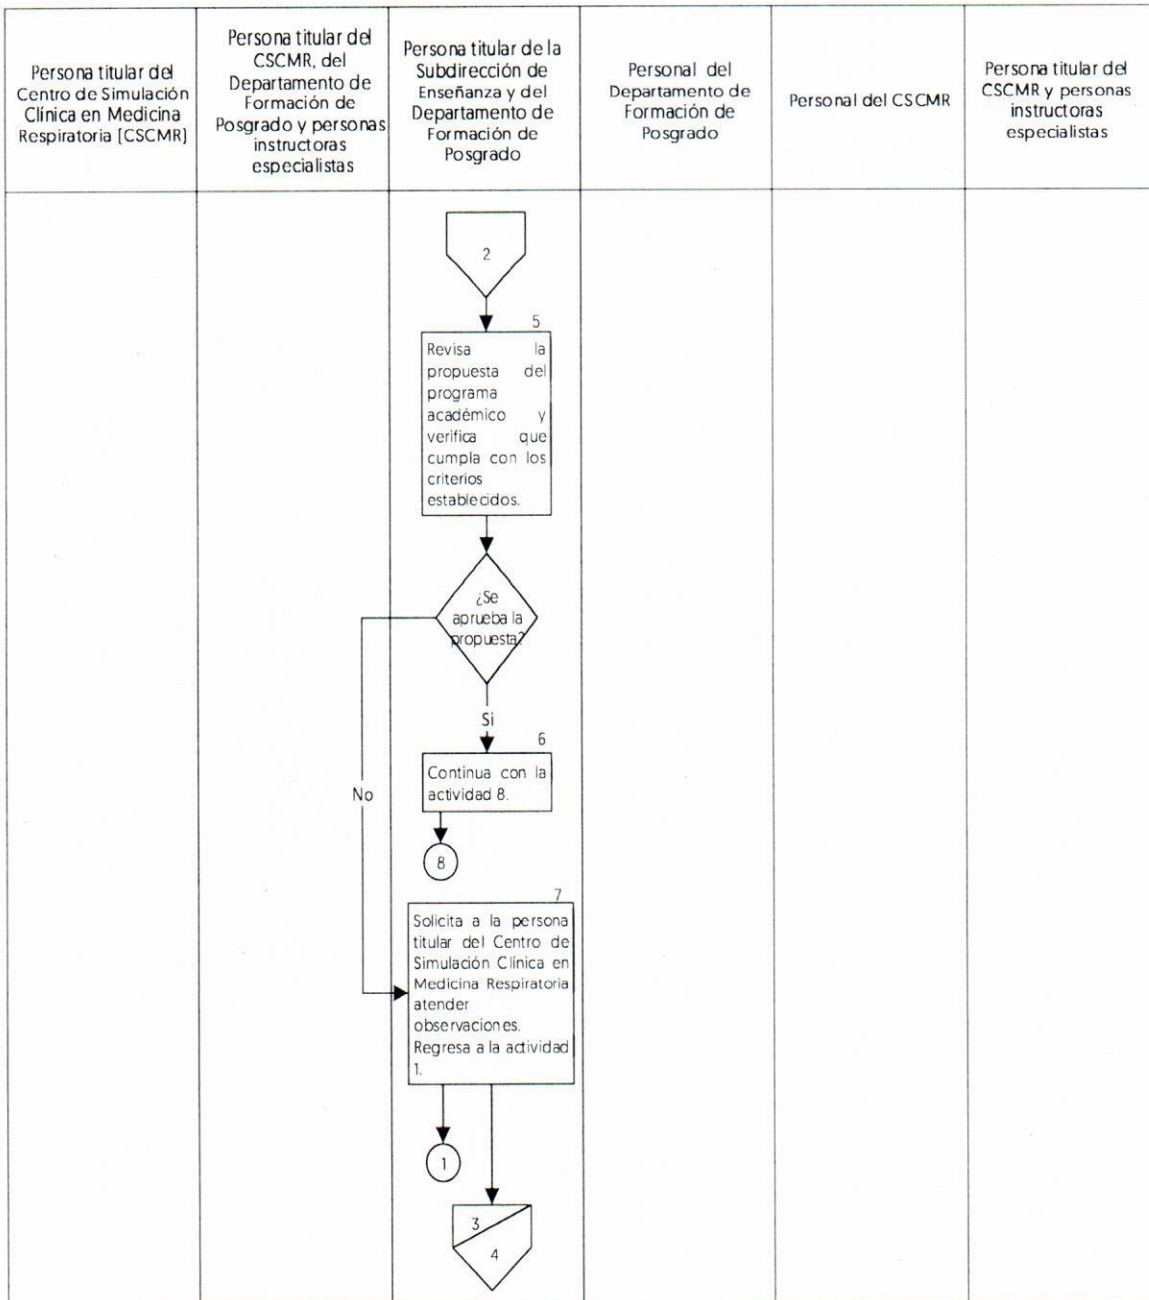 Persona titular del
Centro de Simulación
Clínica en Medicina
Respiratoria (CSCMR)
Persona titular del
CSCMR, del
Departamento de
Formación de
Posgrado y personas
instructoras
especialistas
Persona titular de la
Subdirección de
Enseñanza y del
Departamento de
Formación de
Posgrado
Personal del
Departamento de
Formación de
Posgrado
Personal del CSCMR
Persona titular del
CSCMR y personas
instructoras
especialistas
2
5
Revisa la
propuesta del
programa
académico y
verifica que
cumpla con los
criterios
establecidos.
¿Se
aprueba la
propuesta?
Si
No
6
Continua con la
actividad 8.
8
7
Solicita a la persona
titular del Centro de
Simulación Clínica en
Medicina Respiratoria
atender
observaciones.
Regresa a la actividad
1.
1
3
4